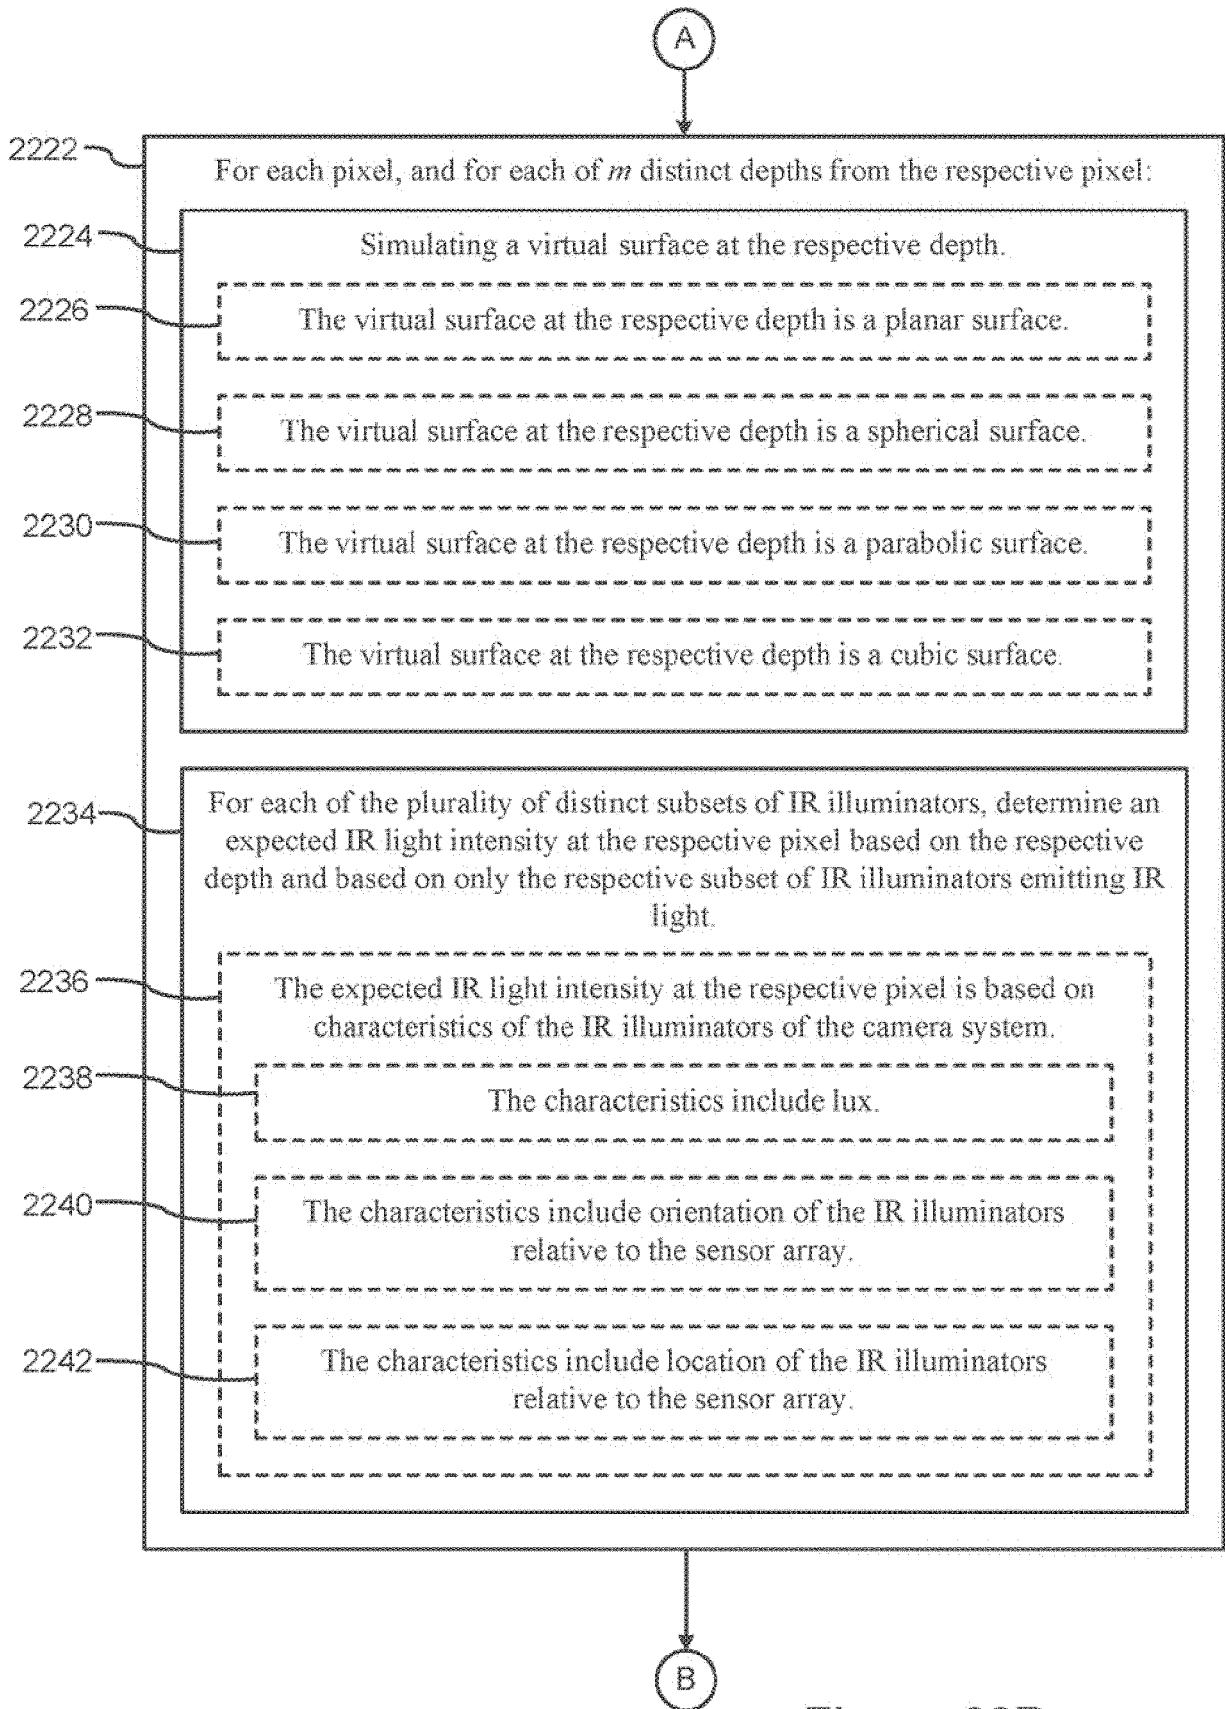 A
2222
For each pixel, and for each of m distinct depths from the respective pixel:
2224
Simulating a virtual surface at the respective depth.
2226
The virtual surface at the respective depth is a planar surface.
2228
The virtual surface at the respective depth is a spherical surface.
2230
The virtual surface at the respective depth is a parabolic surface.
2232
The virtual surface at the respective depth is a cubic surface.
2234
For each of the plurality of distinct subsets of IR illuminators, determine an
expected IR light intensity at the respective pixel based on the respective
depth and based on only the respective subset of IR illuminators emitting IR
light.
2236
The expected IR light intensity at the respective pixel is based on
characteristics of the IR illuminators of the camera system.
2238
The characteristics include lux.
2240
The characteristics include orientation of the IR illuminators
relative to the sensor array.
2242
The characteristics include location of the IR illuminators
relative to the sensor array.
B